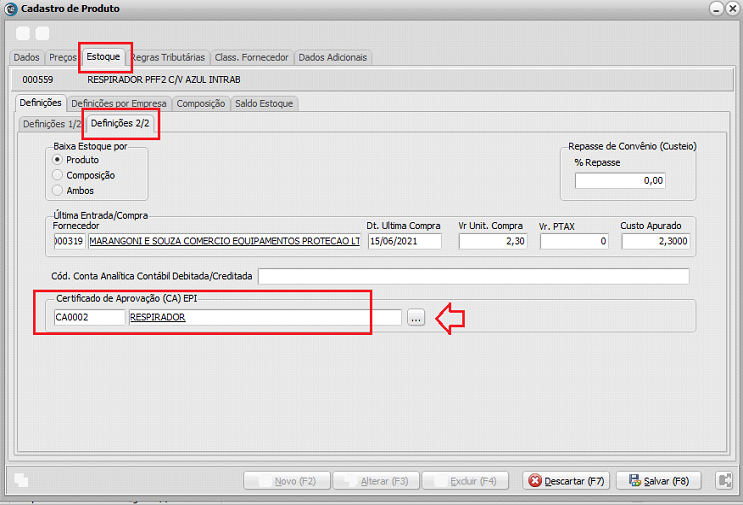 Cadastro de Produto
Dados Preços Estoque Regras Tributárias Class. Fornecedor Dados Adicionais
000559 RESPIRADOR PFF2 C/V AZUL INTRAB
Definições Definições por Empresa Composição Saldo Estoque
Definições 1/2 Definições 2/2
Baixa Estoque por
Produto
Composição
Ambos
Repasse de Convênio (Custeio)
% Repasse
0,00
Última Entrada/Compra
Fornecedor Dt. Ultima Compra Vr Unit. Compra Vr. PTAX Custo Apurado
000319 MARANGONI E SOUZA COMERCIO EQUIPAMENTOS PROTECAO LT 15/06/2021 2,30 0 2,3000
Cód. Conta Analítica Contábil Debitada/Creditada
Certificado de Aprovação (CA) EPI
CA0002 RESPIRADOR ...
Novo (F2) Alterar (F3) Excluir (F4) Descartar (F7) Salvar (F8)